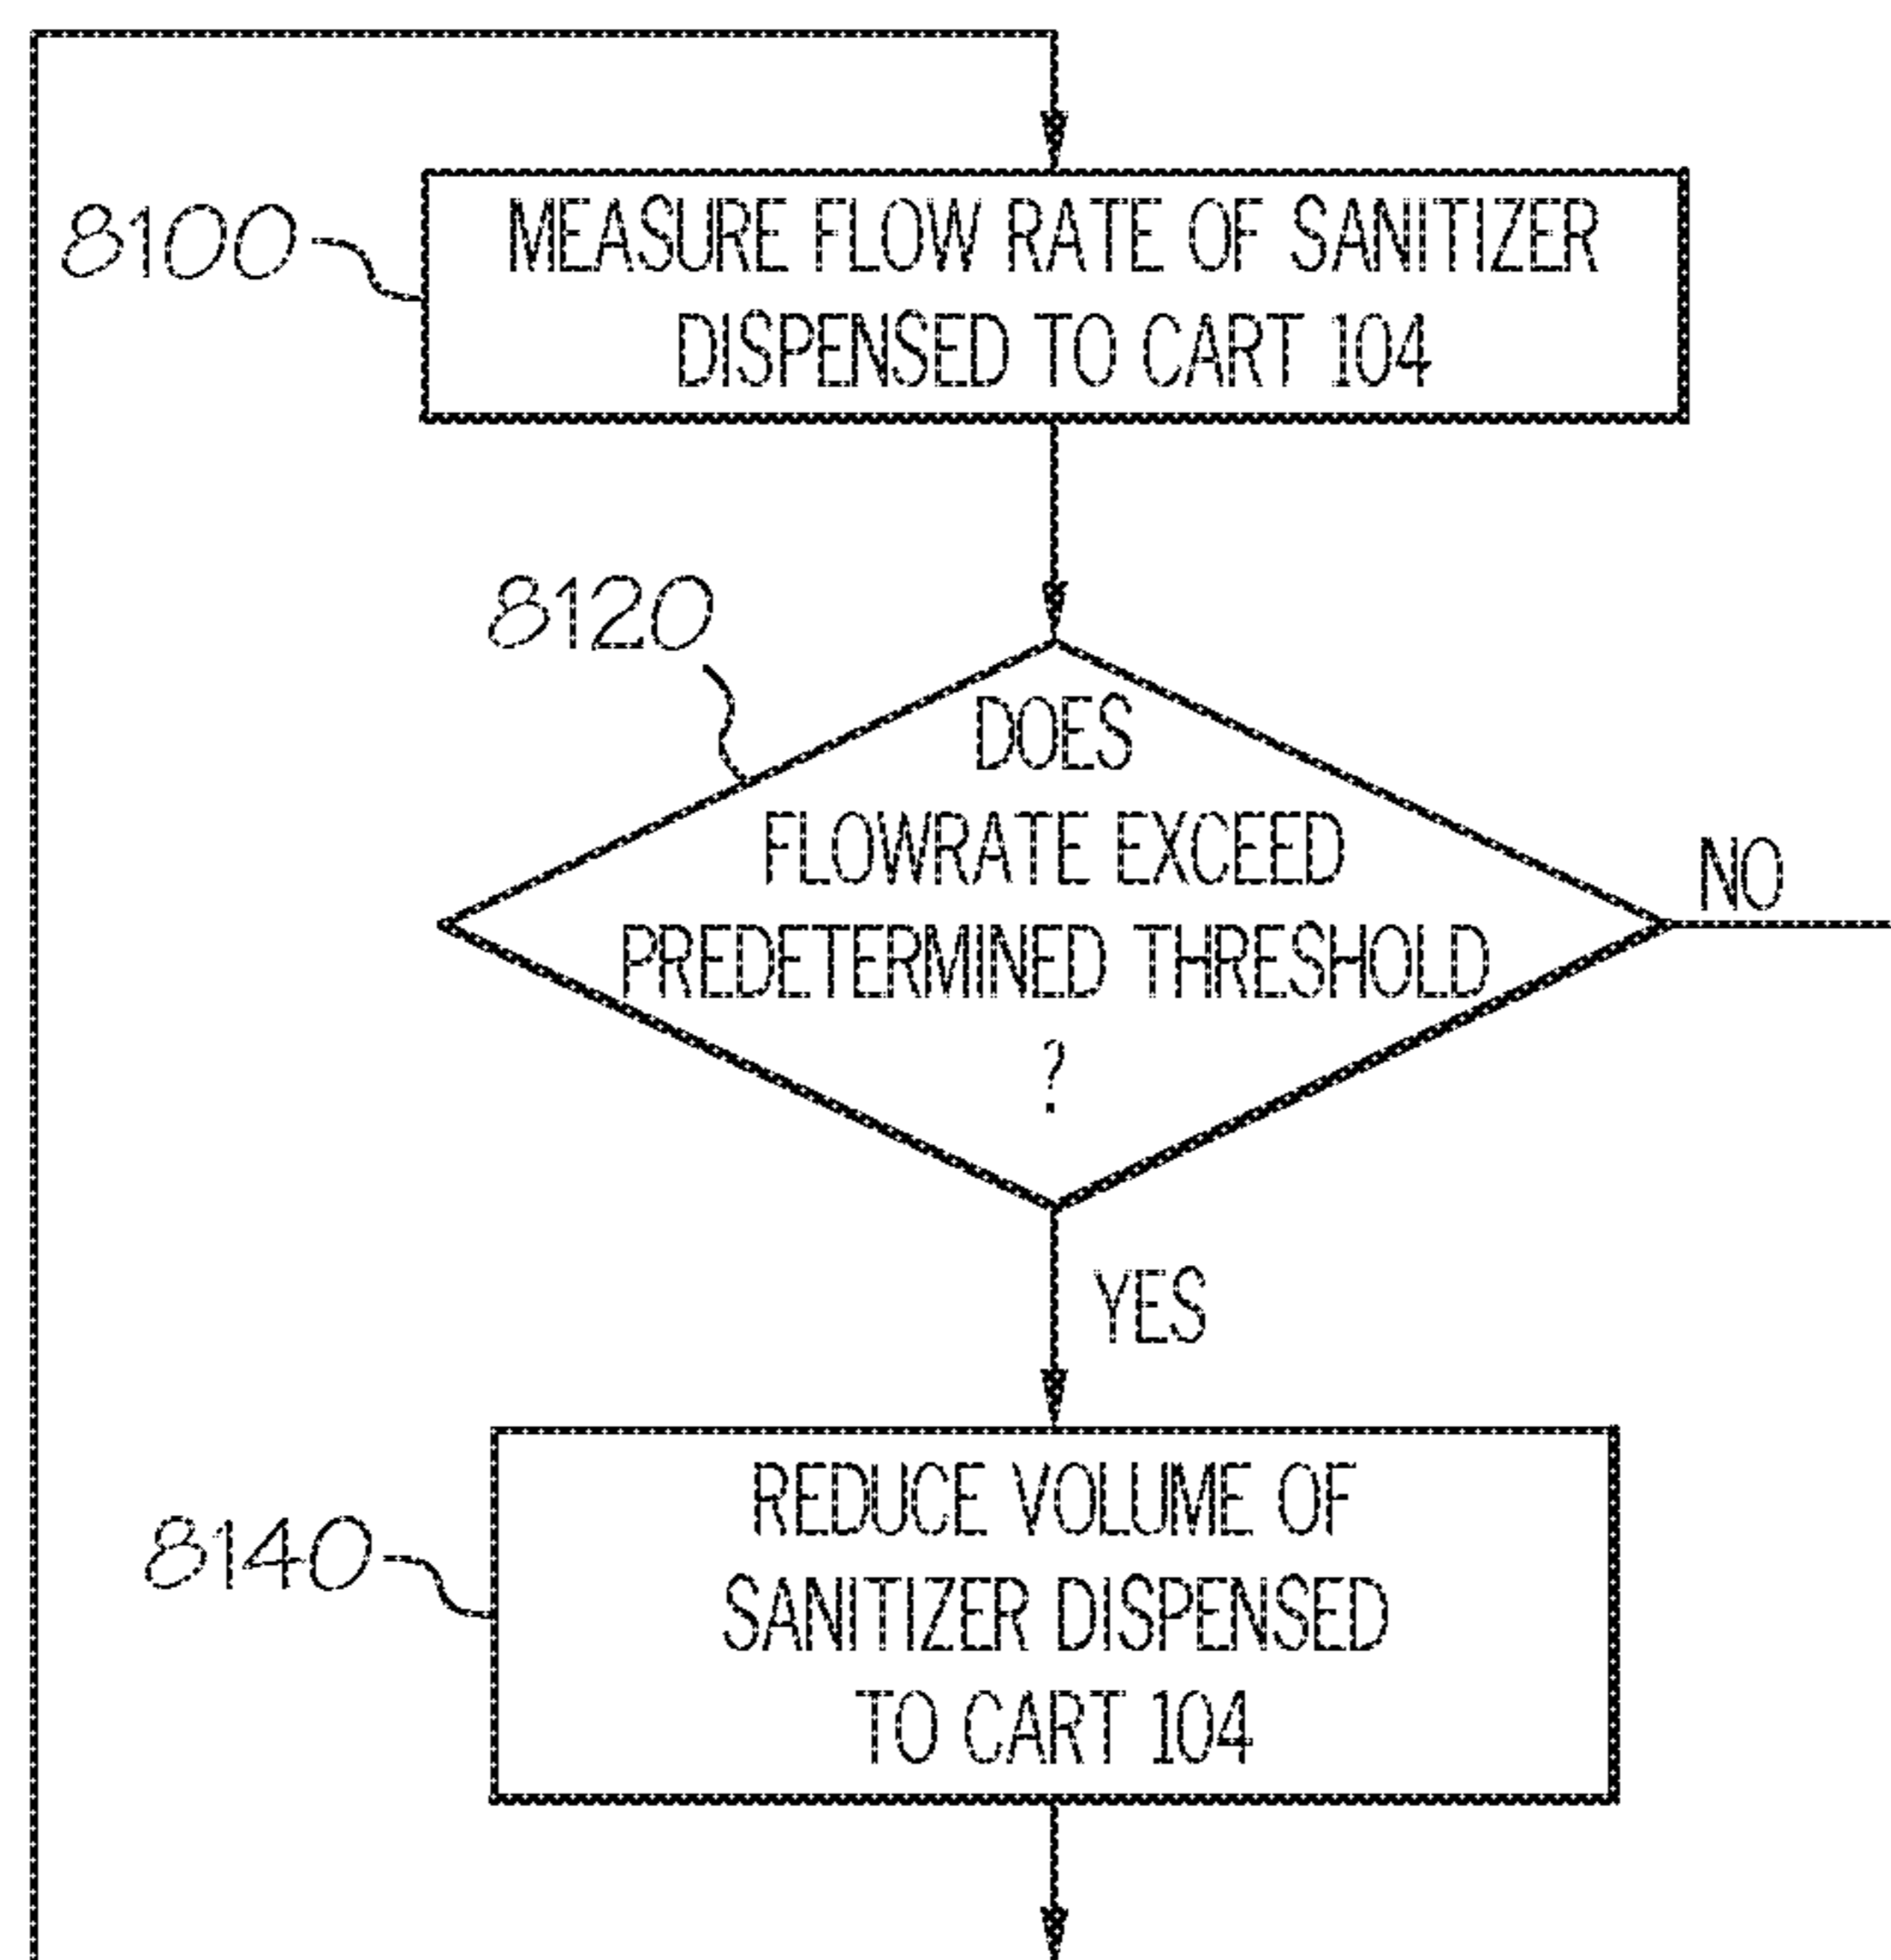 8100
MEASURE FLOW RATE OF SANITIZER
DISPENSED TO CART 104
8120
DOES
FLOWRATE EXCEED
PREDETERMINED THRESHOLD
?
NO
YES
8140
REDUCE VOLUME OF
SANITIZER DISPENSED
TO CART 104